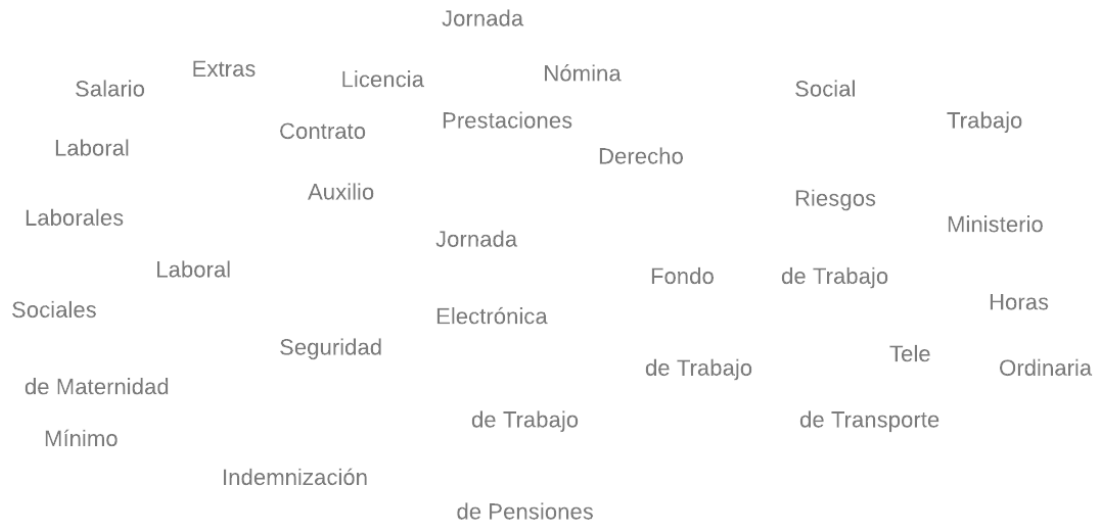 Jornada
Extras
Nómina
Licencia
Salario
Social
Prestaciones
Trabajo
Contrato
Laboral
Derecho
Auxilio
Riesgos
Laborales
Ministerio
Jornada
Laboral
Fondo
de Trabajo
Horas
Sociales
Electrónica
Seguridad
Tele
de Trabajo
Ordinaria
de Maternidad
de Trabajo
de Transporte
Mínimo
Indemnización
de Pensiones